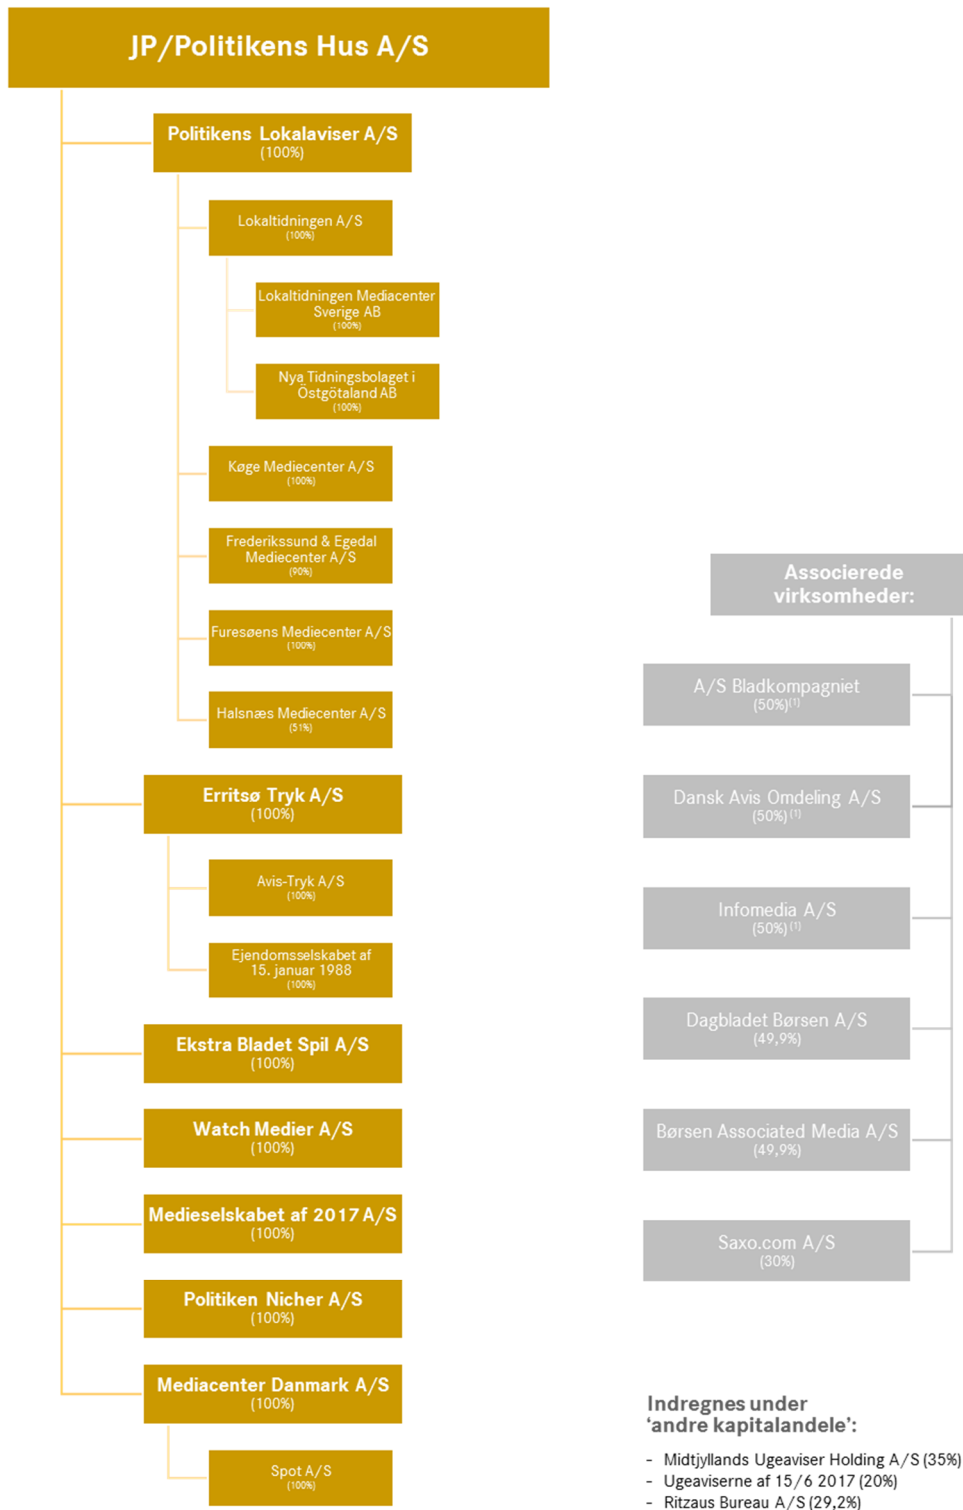 JP/Politikens Hus A/S
Politikens Lokalaviser A/S
(100%)
Lokaltidningen A/S
(100%)
Lokaltidningen Mediacenter
Sverige AB
(100%)
Nya Tidningsbolaget i
Östgötaland AB
(100%)
Køge Mediecenter A/S
(100%)
Frederikssund & Egedal
Mediecenter A/S
(90%)
Furesøens Mediecenter A/S
(100%)
Halsnæs Mediecenter A/S
(51%)
Erritsø Tryk A/S
(100%)
Avis-Tryk A/S
(100%)
Ejendomsselskabet af
15. januar 1988
(100%)
Ekstra Bladet Spil A/S
(100%)
Watch Medier A/S
(100%)
Medieselskabet af 2017 A/S
(100%)
Politiken Nicher A/S
(100%)
Mediacenter Danmark A/S
(100%)
Spot A/S
(100%)
Associerede
virksomheder:
A/S Bladkompagniet
(50%)(1)
Dansk Avis Omdeling A/S
(50%)(1)
Infomedia A/S
(50%)(1)
Dagbladet Børsen A/S
(49,9%)
Børsen Associated Media A/S
(49,9%)
Saxo.com A/S
(30%)
Indregnes under
‘andre kapitalandele’:
- Midtjyllands Ugeaviser Holding A/S (35%)
- Ugeaviserne af 15/6 2017 (20%)
- Ritzaus Bureau A/S (29,2%)